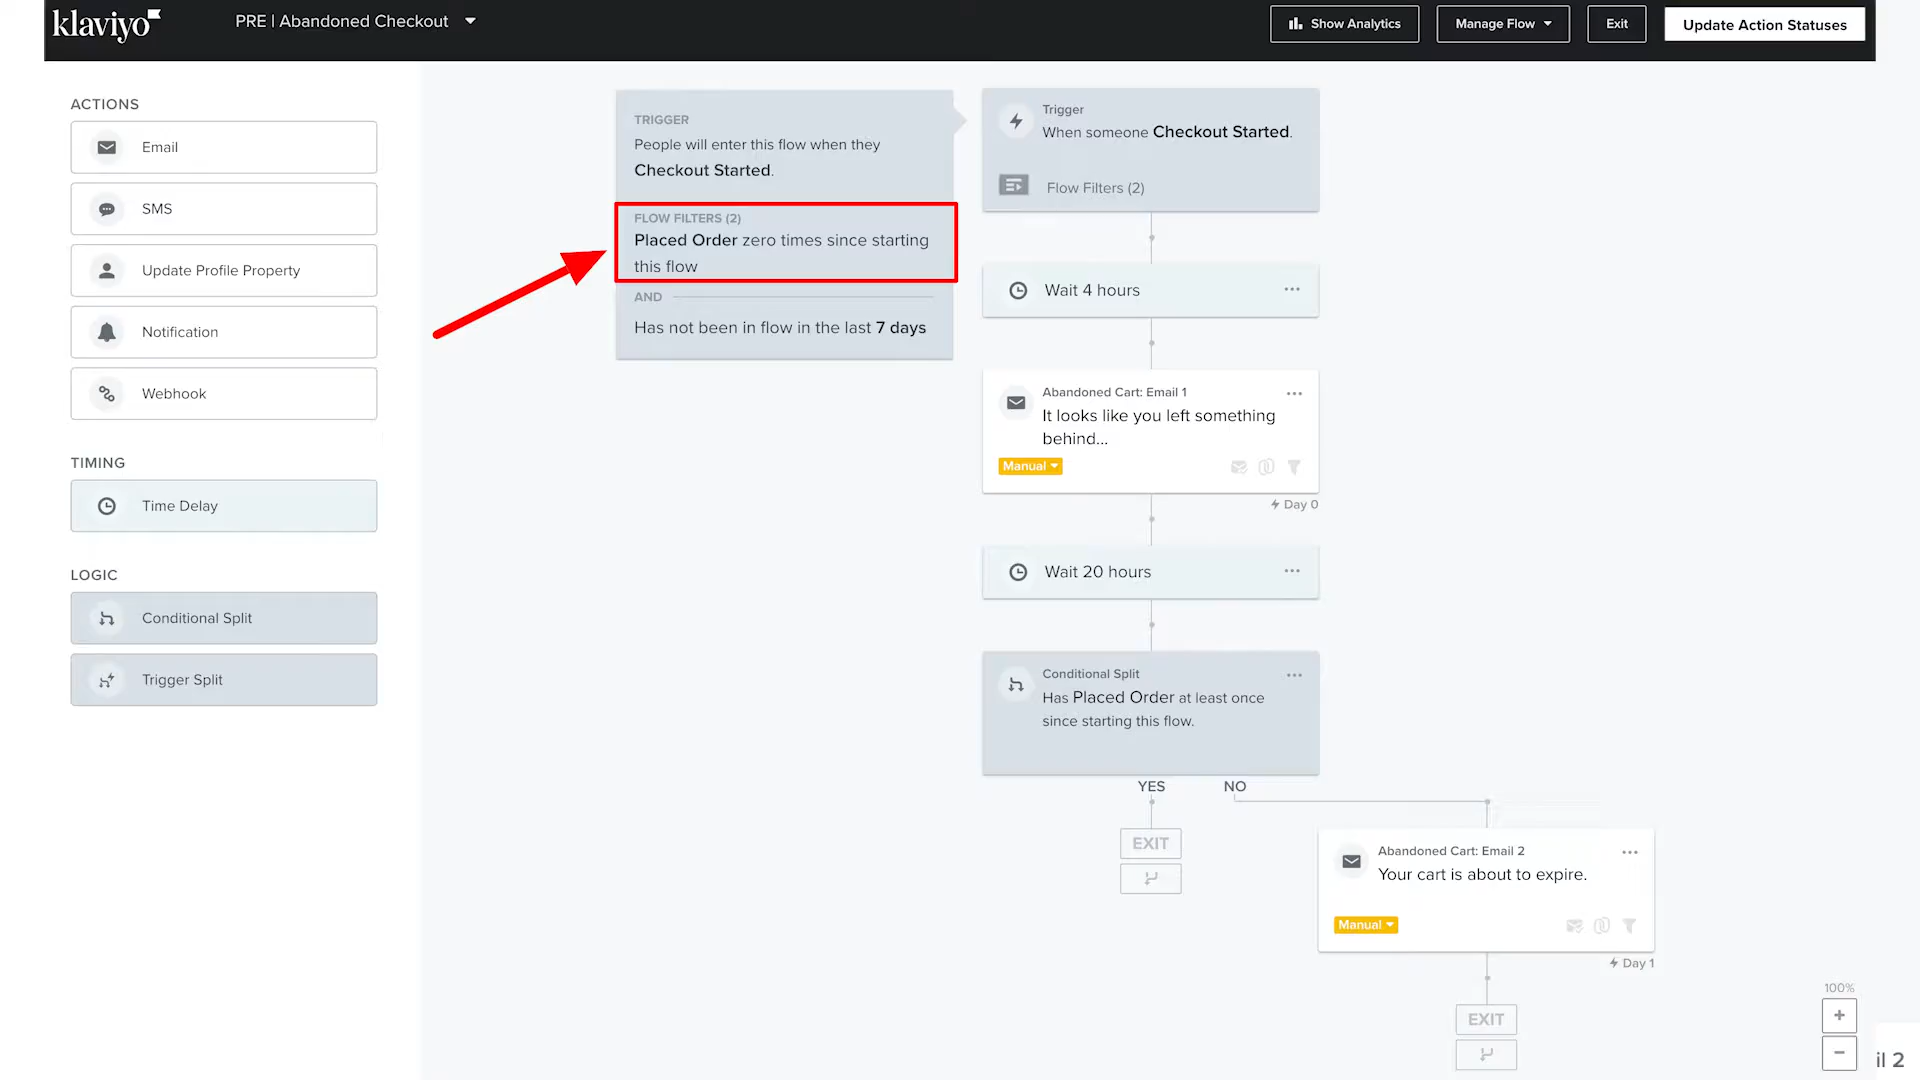 klaviyo
PRE | Abandoned Checkout
Show Analytics
Manage Flow
Exit
Update Action Statuses
ACTIONS
Email
SMS
Update Profile Property
Notification
Webhook
TIMING
Time Delay
LOGIC
Conditional Split
Trigger Split
TRIGGER
People will enter this flow when they
Checkout Started.
FLOW FILTERS (2)
Placed Order zero times since starting
this flow
AND
Has not been in flow in the last 7 days
Trigger
When someone Checkout Started.
Flow Filters (2)
Wait 4 hours
Abandoned Cart: Email 1
It looks like you left something
behind...
Manual
Day 0
Wait 20 hours
Conditional Split
Has Placed Order at least once
since starting this flow.
YES
NO
EXIT
Abandoned Cart: Email 2
Your cart is about to expire.
Manual
Day 1
EXIT
100%
+
−
il 2